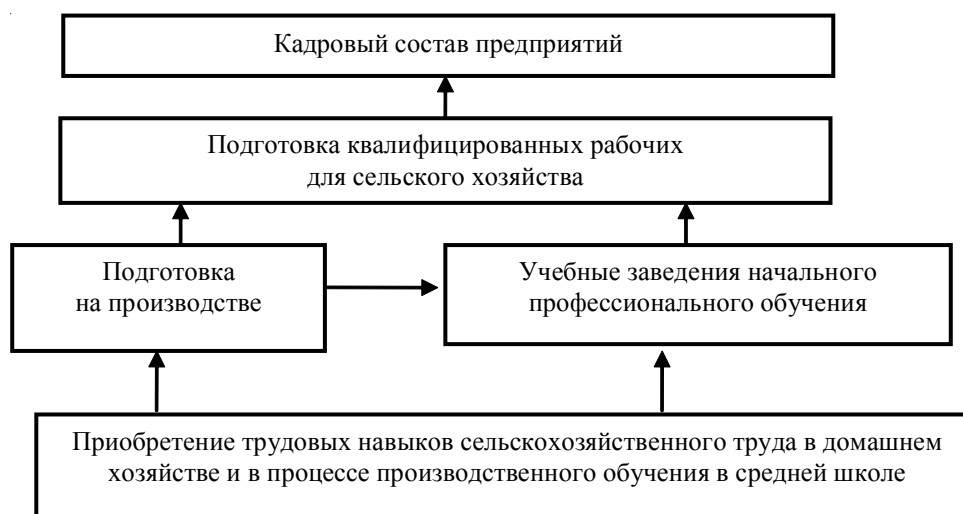 Кадровый состав предприятий
Подготовка квалифицированных рабочих
для сельского хозяйства
Подготовка
на производстве
Учебные заведения начального
профессионального обучения
Приобретение трудовых навыков сельскохозяйственного труда в домашнем
хозяйстве и в процессе производственного обучения в средней школе